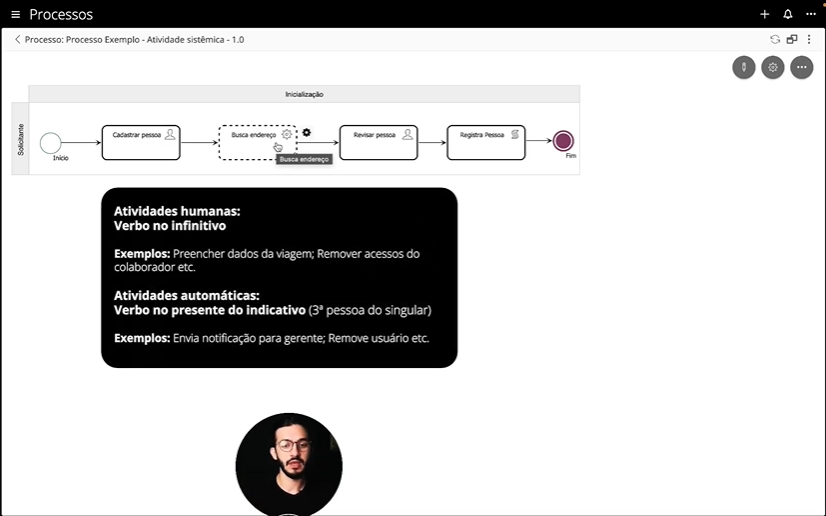 Processos
Processo: Processo Exemplo - Atividade sistêmica - 1.0
Inicialização
Solicitante
Início
Cadastrar pessoa
Busca endereço
Busca endereço
Revisar pessoa
Registra Pessoa
Fim
Atividades humanas:
Verbo no infinitivo
Exemplos: Preencher dados da viagem; Remover acessos do
colaborador etc.
Atividades automáticas:
Verbo no presente do indicativo (3ª pessoa do singular)
Exemplos: Envia notificação para gerente; Remove usuário etc.